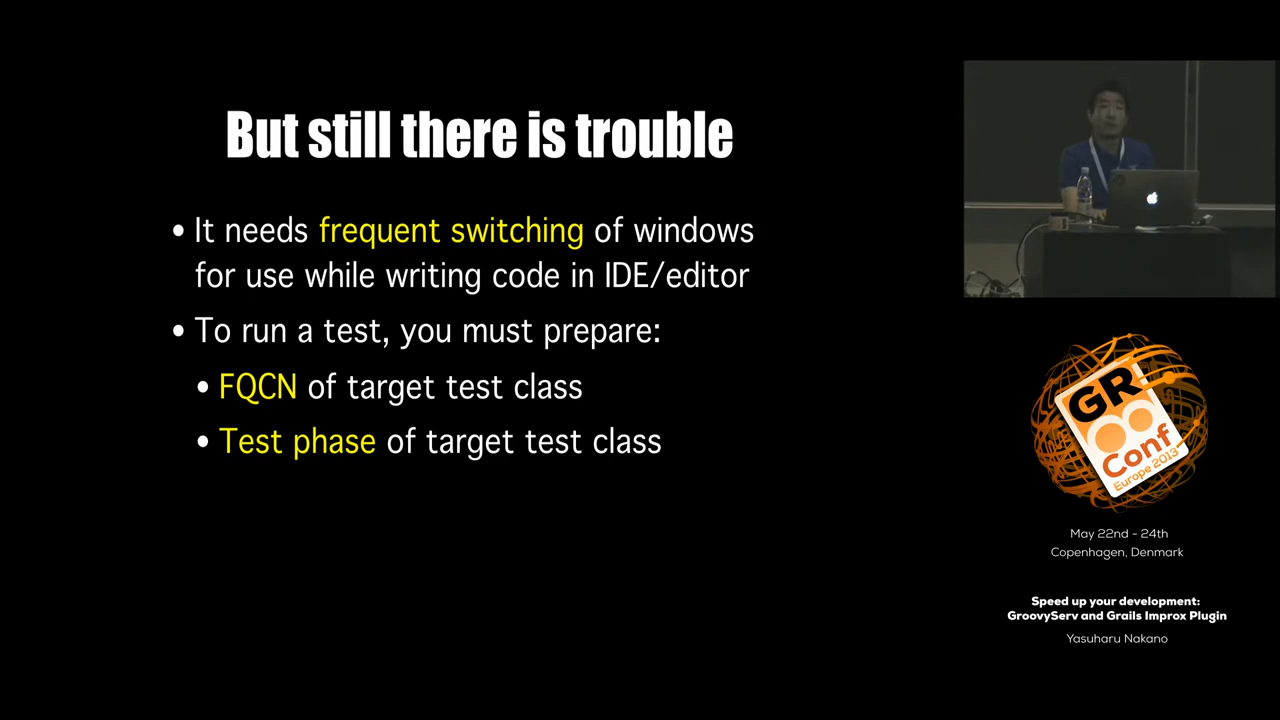 But still there is trouble
• It needs frequent switching of windows
for use while writing code in IDE/editor
• To run a test, you must prepare:
• FQCN of target test class
• Test phase of target test class
GR8
Conf
Europe 2013
May 22nd - 24th
Copenhagen, Denmark
Speed up your development:
GroovyServ and Grails Improx Plugin
Yasuharu Nakano